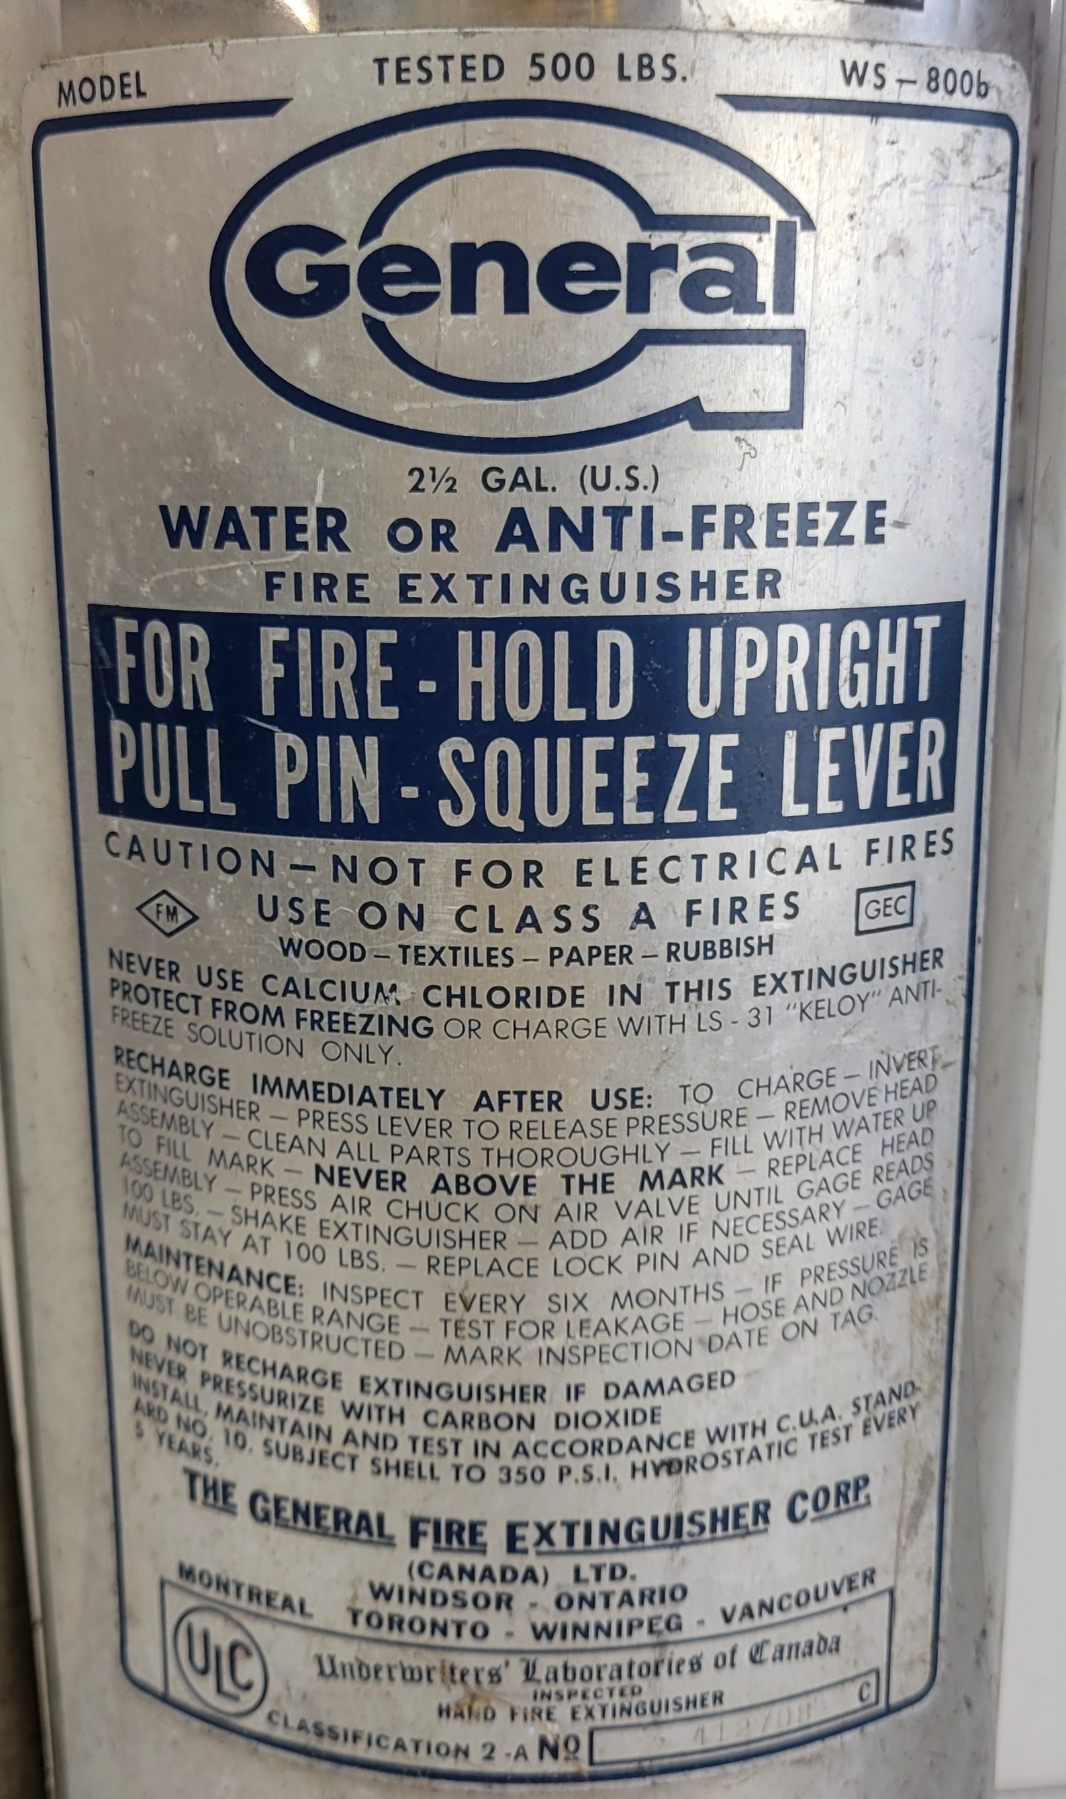 MODEL TESTED 500 LBS. WS-800b
General
2½ GAL. (U.S.)
WATER OR ANTI-FREEZE
FIRE EXTINGUISHER
FOR FIRE - HOLD UPRIGHT
PULL PIN - SQUEEZE LEVER
CAUTION - NOT FOR ELECTRICAL FIRES
FM USE ON CLASS A FIRES GEC
WOOD - TEXTILES - PAPER - RUBBISH
NEVER USE CALCIUM CHLORIDE IN THIS EXTINGUISHER
PROTECT FROM FREEZING OR CHARGE WITH LS - 31 "KELOY" ANTI-
FREEZE SOLUTION ONLY.
RECHARGE IMMEDIATELY AFTER USE: TO CHARGE - INVERT
EXTINGUISHER - PRESS LEVER TO RELEASE PRESSURE - REMOVE HEAD
ASSEMBLY - CLEAN ALL PARTS THOROUGHLY - FILL WITH WATER UP
TO FILL MARK - NEVER ABOVE THE MARK - REPLACE HEAD
ASSEMBLY - PRESS AIR CHUCK ON AIR VALVE UNTIL GAGE READS
100 LBS. - SHAKE EXTINGUISHER - ADD AIR IF NECESSARY - GAGE
MUST STAY AT 100 LBS. - REPLACE LOCK PIN AND SEAL WIRE.
MAINTENANCE: INSPECT EVERY SIX MONTHS - IF PRESSURE IS
BELOW OPERABLE RANGE - TEST FOR LEAKAGE - HOSE AND NOZZLE
MUST BE UNOBSTRUCTED - MARK INSPECTION DATE ON TAG.
DO NOT RECHARGE EXTINGUISHER IF DAMAGED
NEVER PRESSURIZE WITH CARBON DIOXIDE
INSTALL, MAINTAIN AND TEST IN ACCORDANCE WITH C.U.A. STAND-
ARD NO. 10. SUBJECT SHELL TO 350 P.S.I. HYDROSTATIC TEST EVERY
5 YEARS.
THE GENERAL FIRE EXTINGUISHER CORP.
(CANADA) LTD.
WINDSOR - ONTARIO
MONTREAL TORONTO - WINNIPEG - VANCOUVER
ULC Underwriters' Laboratories of Canada
INSPECTED
HAND FIRE EXTINGUISHER
CLASSIFICATION 2-A Nº C